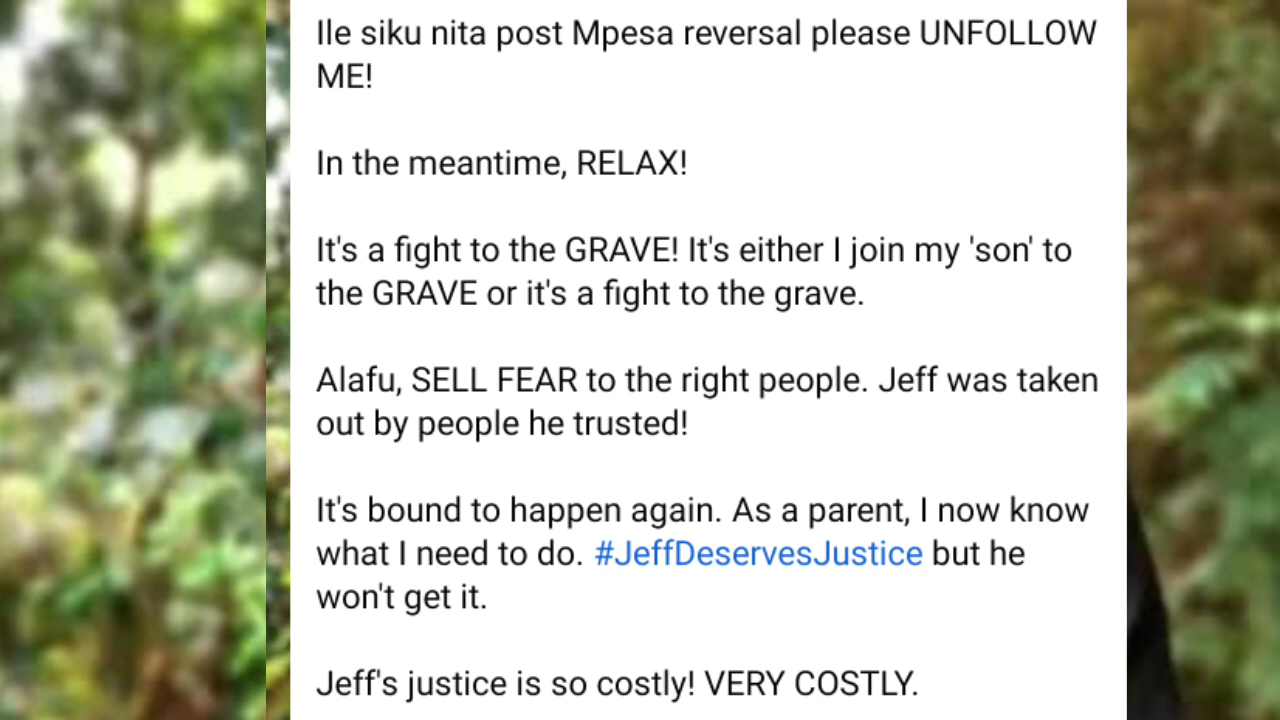 Ile siku nita post Mpesa reversal please UNFOLLOW
ME!
In the meantime, RELAX!
It's a fight to the GRAVE! It's either I join my 'son' to
the GRAVE or it's a fight to the grave.
Alafu, SELL FEAR to the right people. Jeff was taken
out by people he trusted!
It's bound to happen again. As a parent, I now know
what I need to do. #JeffDeservesJustice but he
won't get it.
Jeff's justice is so costly! VERY COSTLY.